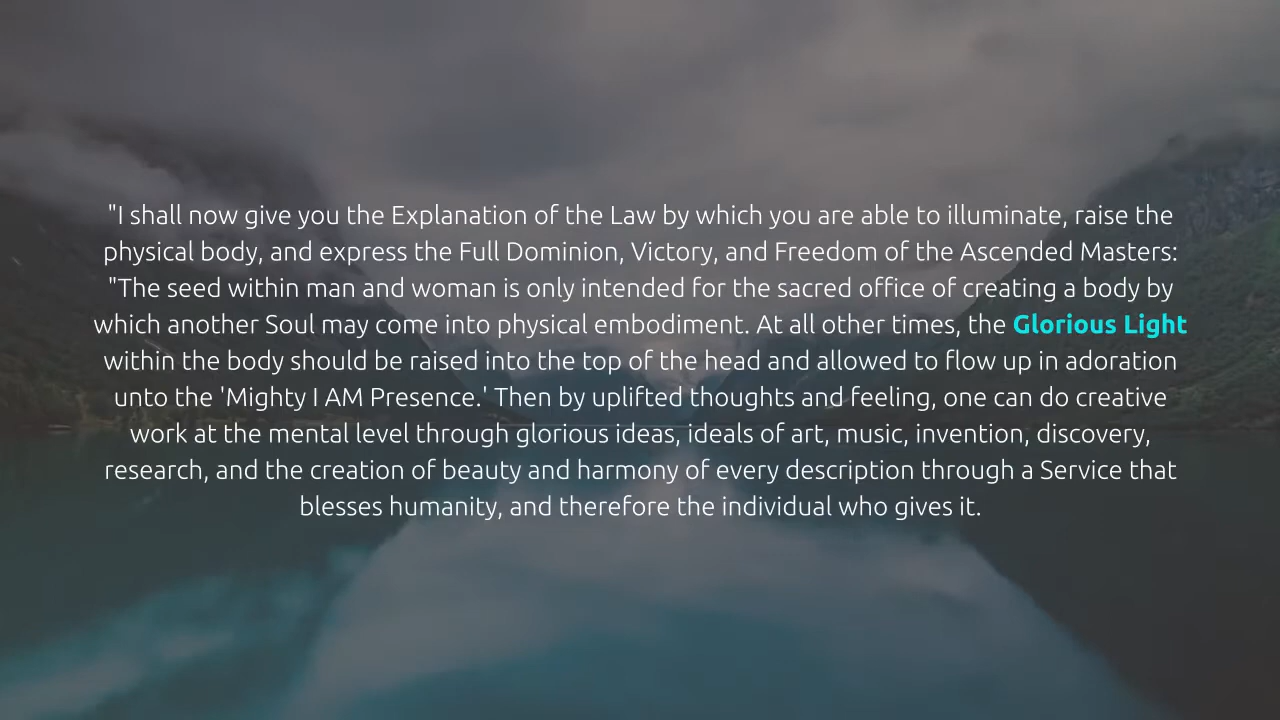 "I shall now give you the Explanation of the Law by which you are able to illuminate, raise the
physical body, and express the Full Dominion, Victory, and Freedom of the Ascended Masters:
"The seed within man and woman is only intended for the sacred office of creating a body by
which another Soul may come into physical embodiment. At all other times, the Glorious Light
within the body should be raised into the top of the head and allowed to flow up in adoration
unto the 'Mighty I AM Presence.' Then by uplifted thoughts and feeling, one can do creative
work at the mental level through glorious ideas, ideals of art, music, invention, discovery,
research, and the creation of beauty and harmony of every description through a Service that
blesses humanity, and therefore the individual who gives it.